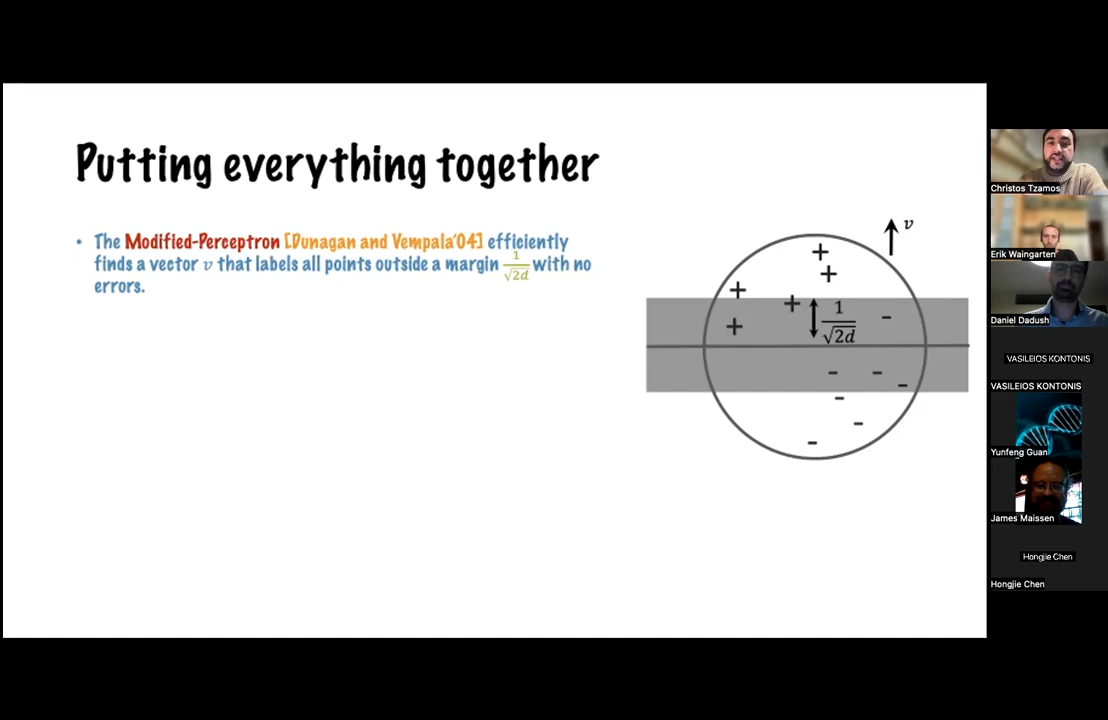 Putting everything together
• The Modified-Perceptron [Dunagan and Vempala'04] efficiently
finds a vector v that labels all points outside a margin 1/√2d with no
errors.
v
+
+
+
+
1/√2d
-
+
-
-
-
-
-
-
Christos Tzamos
Erik Waingarten
Daniel Dadush
VASILEIOS KONTONIS
VASILEIOS KONTONIS
Yunfeng Guan
James Maissen
Hongjie Chen
Hongjie Chen